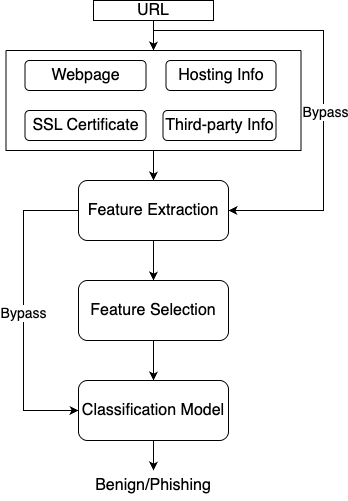 URL
Webpage
Hosting Info
Bypass
SSL Certificate
Third-party Info
Feature Extraction
Feature Selection
Bypass
Classification Model
Benign/Phishing